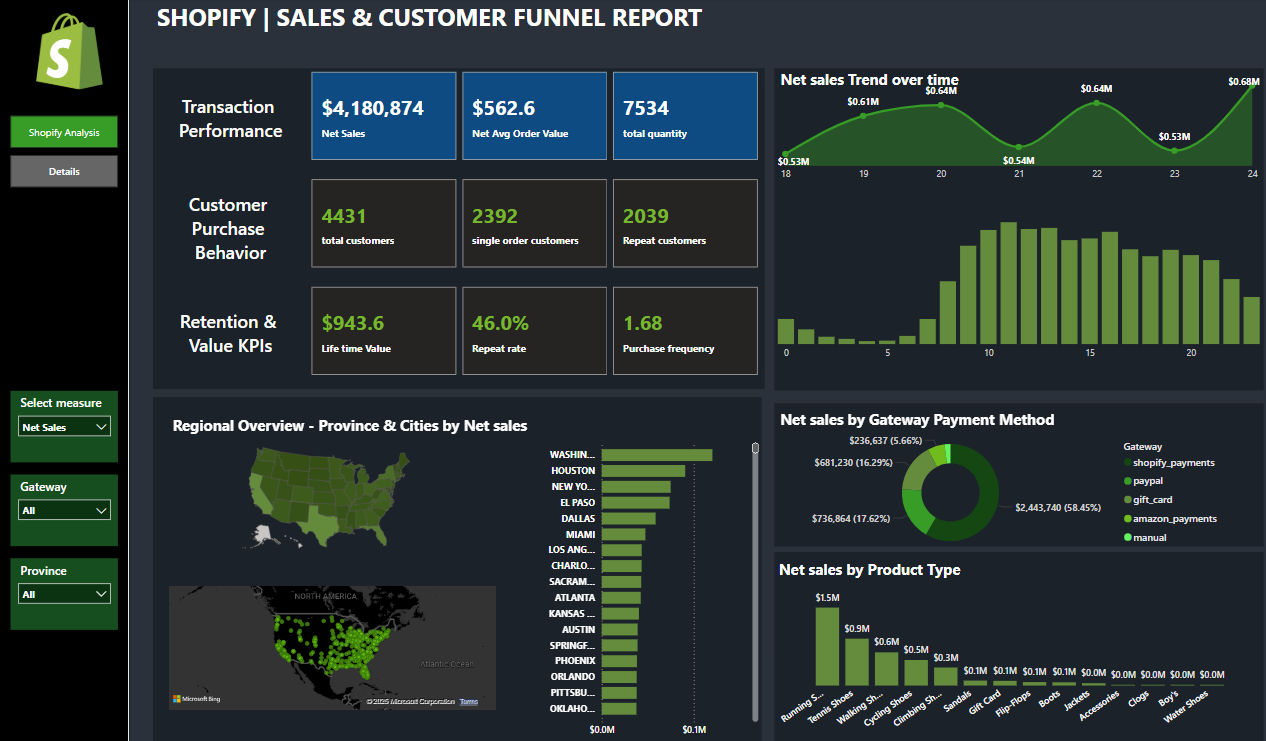 SHOPIFY | SALES & CUSTOMER FUNNEL REPORT
S
Shopify Analysis
Details
Select measure
Net Sales
Gateway
All
Province
All
Transaction
Performance
$4,180,874
Net Sales
$562.6
Net Avg Order Value
7534
total quantity
Customer
Purchase
Behavior
4431
total customers
2392
single order customers
2039
Repeat customers
Retention &
Value KPIs
$943.6
Life time Value
46.0%
Repeat rate
1.68
Purchase frequency
Net sales Trend over time
$0.53M
$0.61M
$0.64M
$0.54M
$0.64M
$0.53M
$0.68M
18 19 20 21 22 23 24
0 5 10 15 20
Regional Overview - Province & Cities by Net sales
NORTH AMERICA
Atlantic Ocean
Microsoft Bing
© 2025 Microsoft Corporation Terms
WASHIN...
HOUSTON
NEW YO...
EL PASO
DALLAS
MIAMI
LOS ANG...
CHARLO...
SACRAM...
ATLANTA
KANSAS ...
AUSTIN
SPRINGF...
PHOENIX
ORLANDO
PITTSBU...
OKLAHO...
$0.0M $0.1M
Net sales by Gateway Payment Method
$236,637 (5.66%)
$681,230 (16.29%)
$736,864 (17.62%)
$2,443,740 (58.45%)
Gateway
shopify_payments
paypal
gift_card
amazon_payments
manual
Net sales by Product Type
$1.5M $0.9M $0.6M $0.5M $0.3M $0.1M $0.1M $0.1M $0.1M $0.0M $0.0M $0.0M $0.0M $0.0M
Running S... Tennis Shoes Walking Sh... Cycling Shoes Climbing Sh... Sandals Gift Card Flip-Flops Boots Jackets Accessories Clogs Boy's Water Shoes